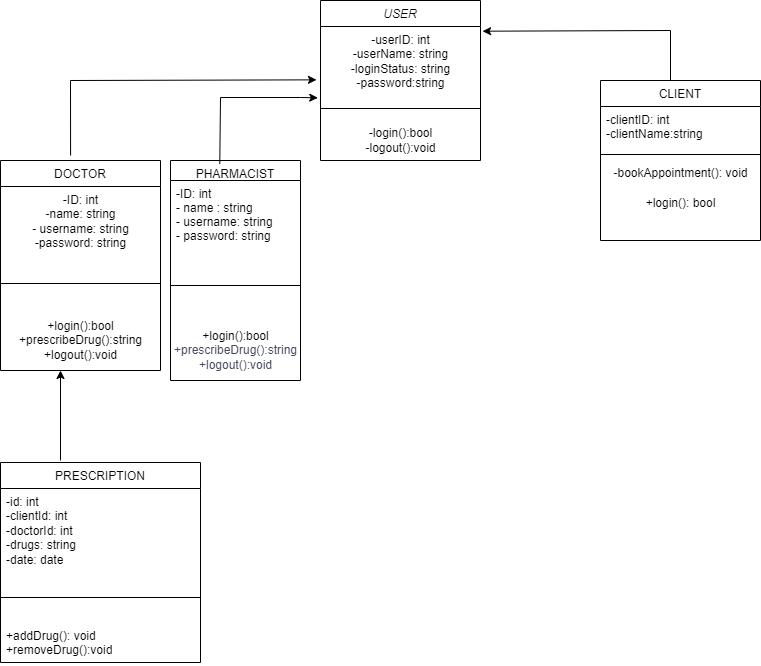 USER
-userID: int
-userName: string
-loginStatus: string
-password:string
-login():bool
-logout():void
CLIENT
-clientID: int
-clientName:string
-bookAppointment(): void
+login(): bool
DOCTOR
-ID: int
-name: string
- username: string
-password: string
+login():bool
+prescribeDrug():string
+logout():void
PHARMACIST
-ID: int
- name : string
- username: string
- password: string
+login():bool
+prescribeDrug():string
+logout():void
PRESCRIPTION
-id: int
-clientId: int
-doctorId: int
-drugs: string
-date: date
+addDrug(): void
+removeDrug():void